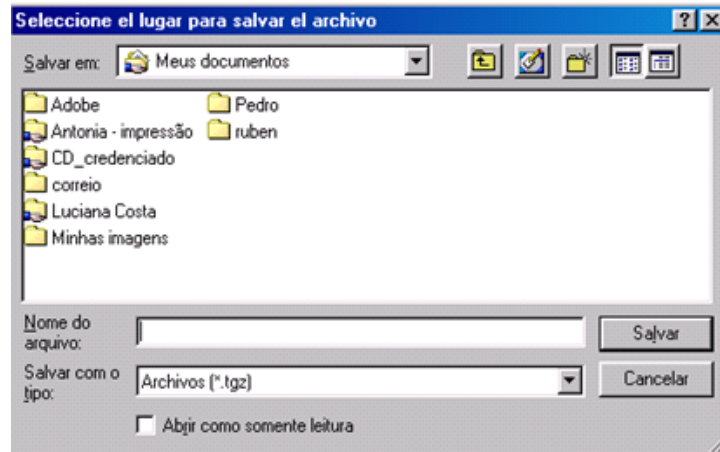 Seleccione el lugar para salvar el archivo
Salvar em: Meus documentos
Adobe Pedro
Antonia - impressão ruben
CD_credenciado
correio
Luciana Costa
Minhas imagens
Nome do arquivo:
Salvar
Salvar com o tipo:
Archivos (*.tgz)
Cancelar
Abrir como somente leitura